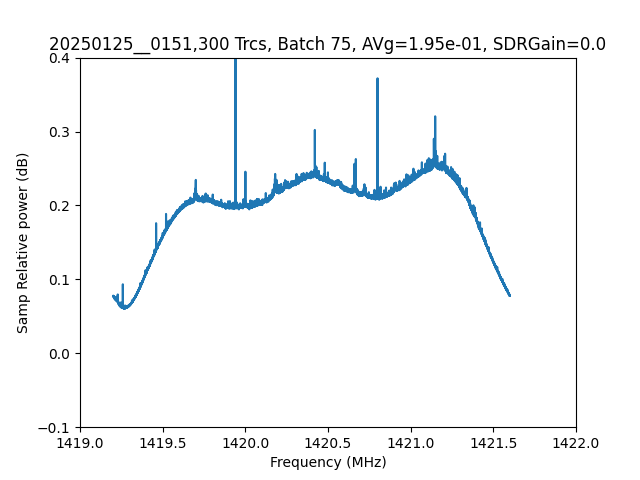 20250125__0151,300 Trcs, Batch 75, AVg=1.95e-01, SDRGain=0.0
0.4
0.3
0.2
0.1
0.0
−0.1
Samp Relative power (dB)
1419.0 1419.5 1420.0 1420.5 1421.0 1421.5 1422.0
Frequency (MHz)